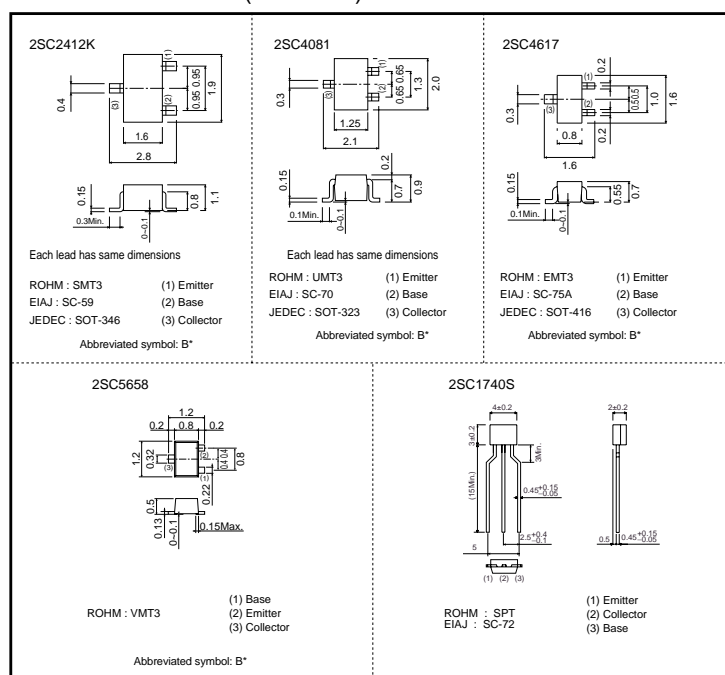 2SC2412K
(1)
(2)
(3)
0.4
0.95 0.95
1.9
1.6
2.8
0.15
0.3Min.
0~0.1
0.8
1.1
Each lead has same dimensions
ROHM : SMT3
EIAJ : SC-59
JEDEC : SOT-346
(1) Emitter
(2) Base
(3) Collector
Abbreviated symbol: B*
2SC4081
(1)
(2)
(3)
0.3
0.65 0.65
1.3
2.0
1.25
2.1
0.15
0.1Min.
0~0.1
0.2
0.7
0.9
Each lead has same dimensions
ROHM : UMT3
EIAJ : SC-70
JEDEC : SOT-323
(1) Emitter
(2) Base
(3) Collector
Abbreviated symbol: B*
2SC4617
(1)
(2)
(3)
0.3
0.2
0.2
0.5 0.5
1.0
1.6
0.8
1.6
0.15
0.1Min.
0~0.1
0.55
0.7
ROHM : EMT3
EIAJ : SC-75A
JEDEC : SOT-416
(1) Emitter
(2) Base
(3) Collector
Abbreviated symbol: B*
2SC5658
1.2
0.2 0.8 0.2
1.2
0.32
(3)
(2)
(1)
0.4 0.4
0.8
0.22
0.5
0.13
0~0.1
0.15Max.
ROHM : VMT3
(1) Base
(2) Emitter
(3) Collector
Abbreviated symbol: B*
2SC1740S
4±0.2
2±0.2
3±0.2
3Min.
(15Min.)
0.45+0.15 -0.05
2.5+0.4 -0.1
5
0.5
0.45+0.15 -0.05
(1) (2) (3)
ROHM : SPT
EIAJ : SC-72
(1) Emitter
(2) Collector
(3) Base